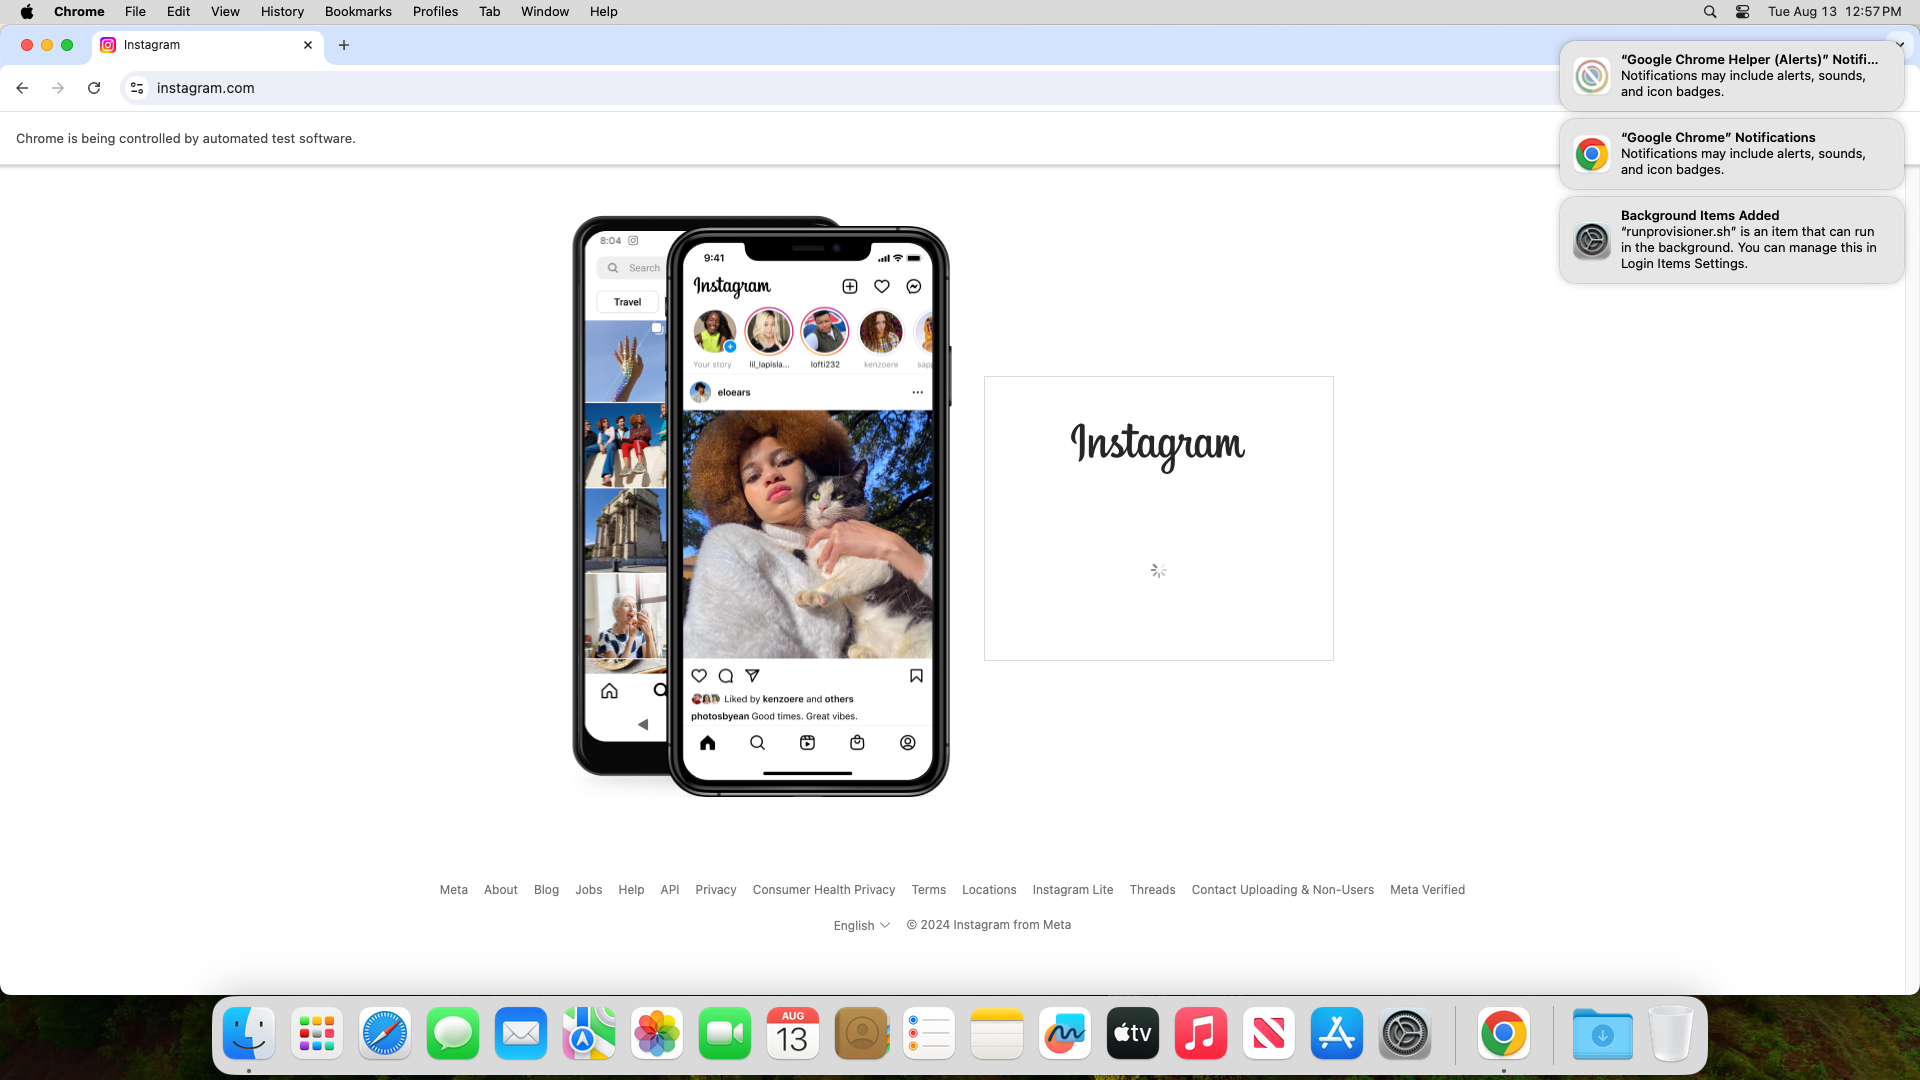 Chrome File Edit View History Bookmarks Profiles Tab Window Help Tue Aug 13 12:57 PM
Instagram
instagram.com
Chrome is being controlled by automated test software.
“Google Chrome Helper (Alerts)” Notifi...
Notifications may include alerts, sounds,
and icon badges.
“Google Chrome” Notifications
Notifications may include alerts, sounds,
and icon badges.
Background Items Added
“runprovisioner.sh” is an item that can run
in the background. You can manage this in
Login Items Settings.
8:04
Search
Travel
9:41
Instagram
Your story lil_lapisla... lofti232 kenzoere sapp
eloears
Liked by kenzoere and others
photosbyean Good times. Great vibes.
Instagram
Meta About Blog Jobs Help API Privacy Consumer Health Privacy Terms Locations Instagram Lite Threads Contact Uploading & Non-Users Meta Verified
English © 2024 Instagram from Meta
AUG
13
tv